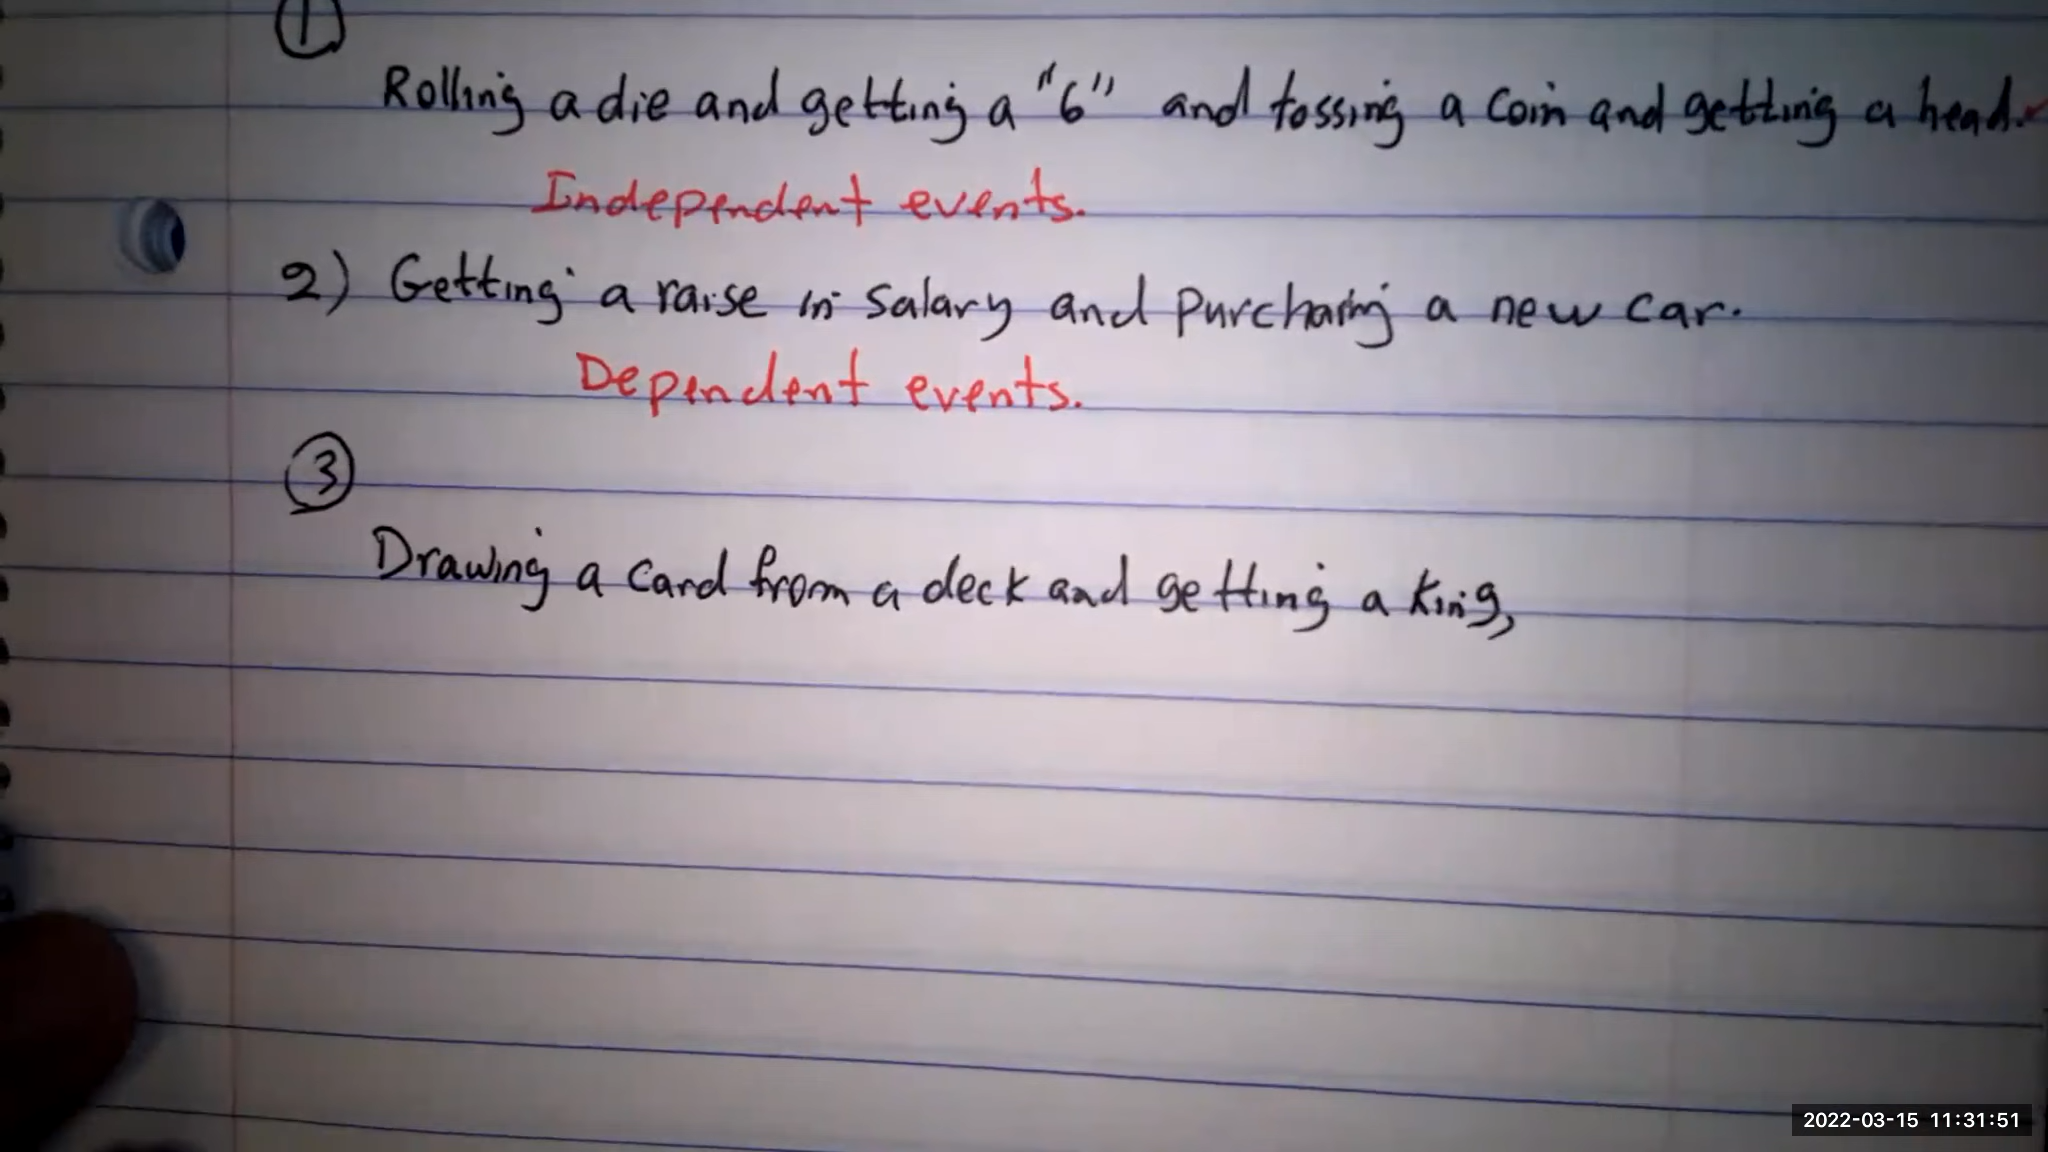 1
Rolling a die and getting a "6" and tossing a coin and getting a head.
Independent events.
2) Getting a raise in salary and purchasing a new car.
Dependent events.
3
Drawing a card from a deck and getting a king,
2022-03-15 11:31:51